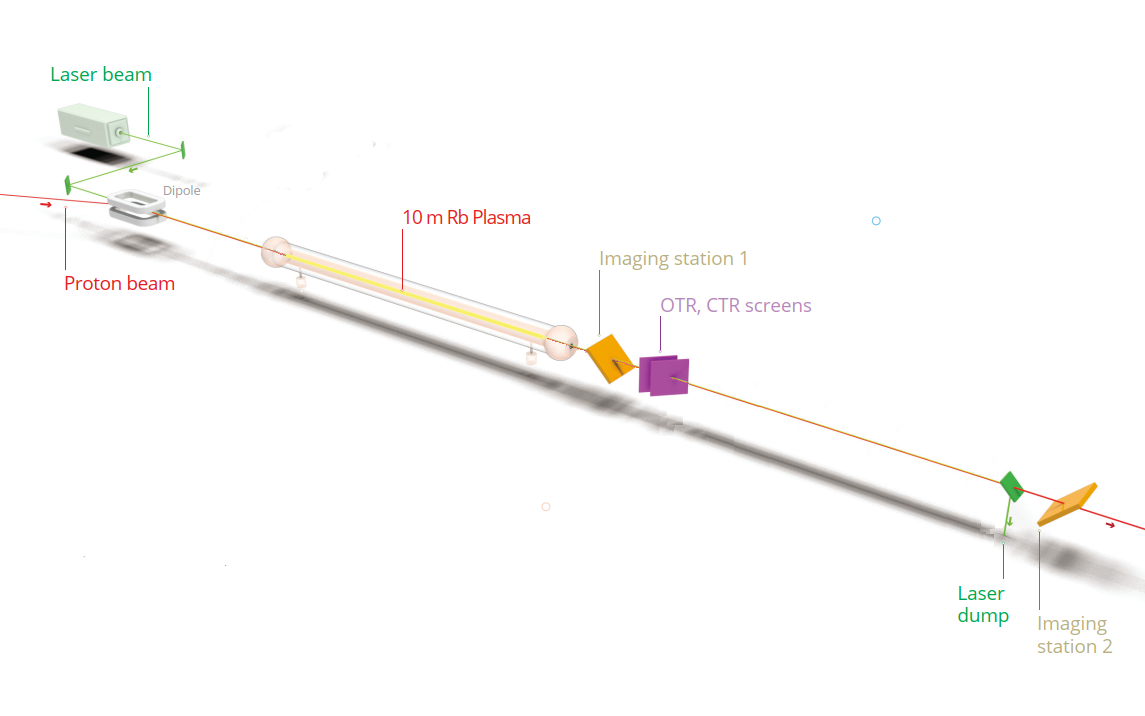 Laser beam
Dipole
10 m Rb Plasma
Imaging station 1
Proton beam
OTR, CTR screens
Laser
dump
Imaging
station 2